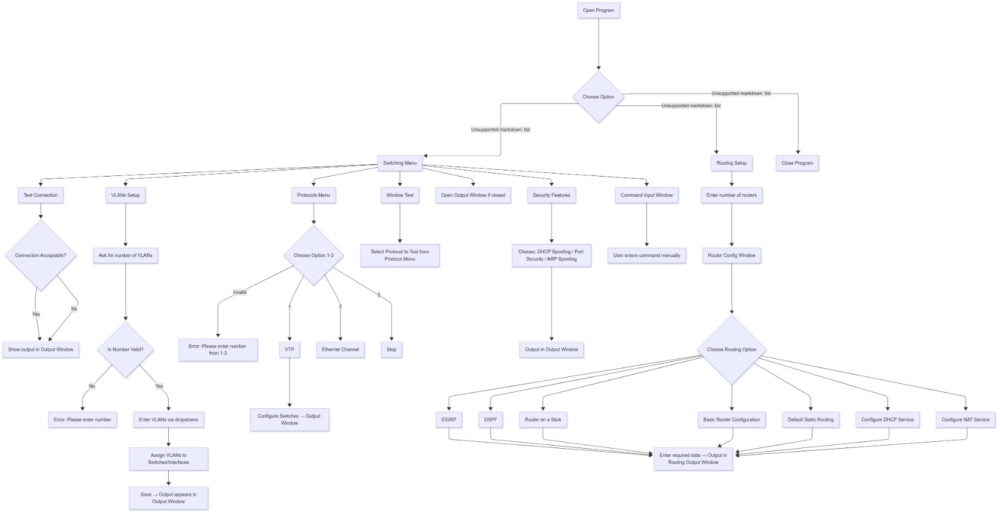 Open Program
Choose Option
Unsupported markdown: list
Unsupported markdown: list
Unsupported markdown: list
Switching Menu
Routing Setup
Close Program
Test Connection
VLANs Setup
Protocols Menu
Window Test
Open Output Window if closed
Security Features
Command Input Window
Enter number of routers
Connection Acceptable?
Ask for number of VLANs
Choose Option 1-3
Select Protocol to Test from
Protocol Menu
Choose: DHCP Spoofing / Port
Security / ARP Spoofing
User enters command manually
Router Config Window
Invalid
1
2
3
Yes
No
Show output in Output Window
Is Number Valid?
Error: Please enter number
from 1-3
VTP
Ethernet Channel
Stop
Output in Output Window
Choose Routing Option
No
Yes
Error: Please enter number
Enter VLANs via dropdowns
Configure Switches → Output
Window
EIGRP
OSPF
Router on a Stick
Basic Router Configuration
Default Static Routing
Configure DHCP Service
Configure NAT Service
Assign VLANs to
Switches/Interfaces
Enter required data → Output in
Routing Output Window
Save → Output appears in
Output Window